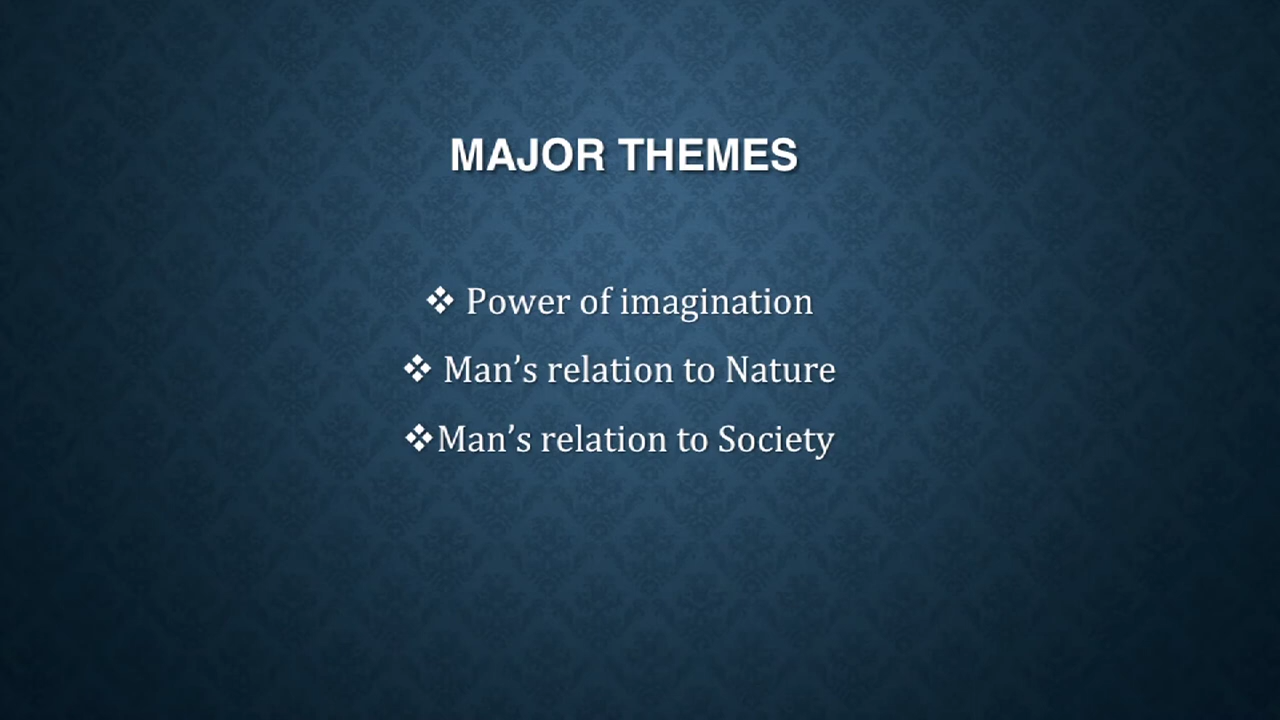 MAJOR THEMES
❖ Power of imagination
❖ Man’s relation to Nature
❖Man’s relation to Society